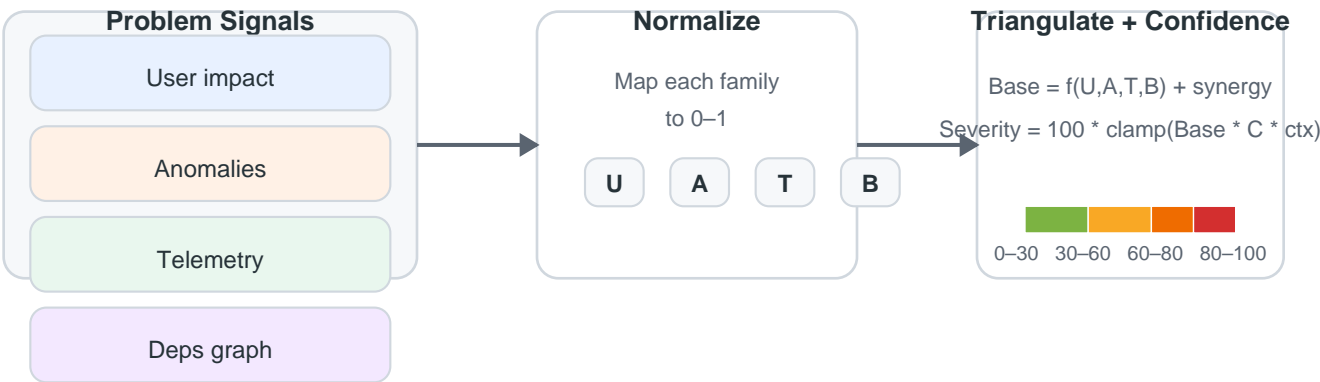 Problem Signals
User impact
Anomalies
Telemetry
Deps graph
Normalize
Map each family
to 0–1
U A T B
Triangulate + Confidence
Base = f(U,A,T,B) + synergy
Severity = 100 * clamp(Base * C * ctx)
0–30 30–60 60–80 80–100